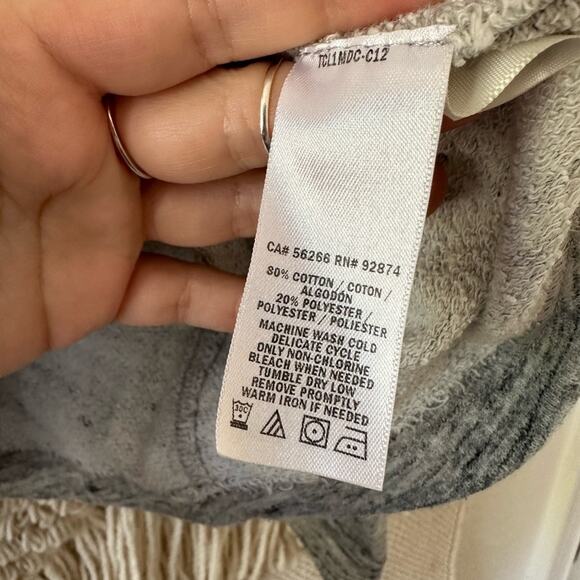 TCL1MDC-C12
CA# 56266 RN# 92874
80% COTTON / COTON /
ALGODÓN
20% POLYESTER /
POLYESTER / POLIESTER
MACHINE WASH COLD
DELICATE CYCLE
ONLY NON-CHLORINE
BLEACH WHEN NEEDED
TUMBLE DRY LOW
REMOVE PROMPTLY
WARM IRON IF NEEDED
30C